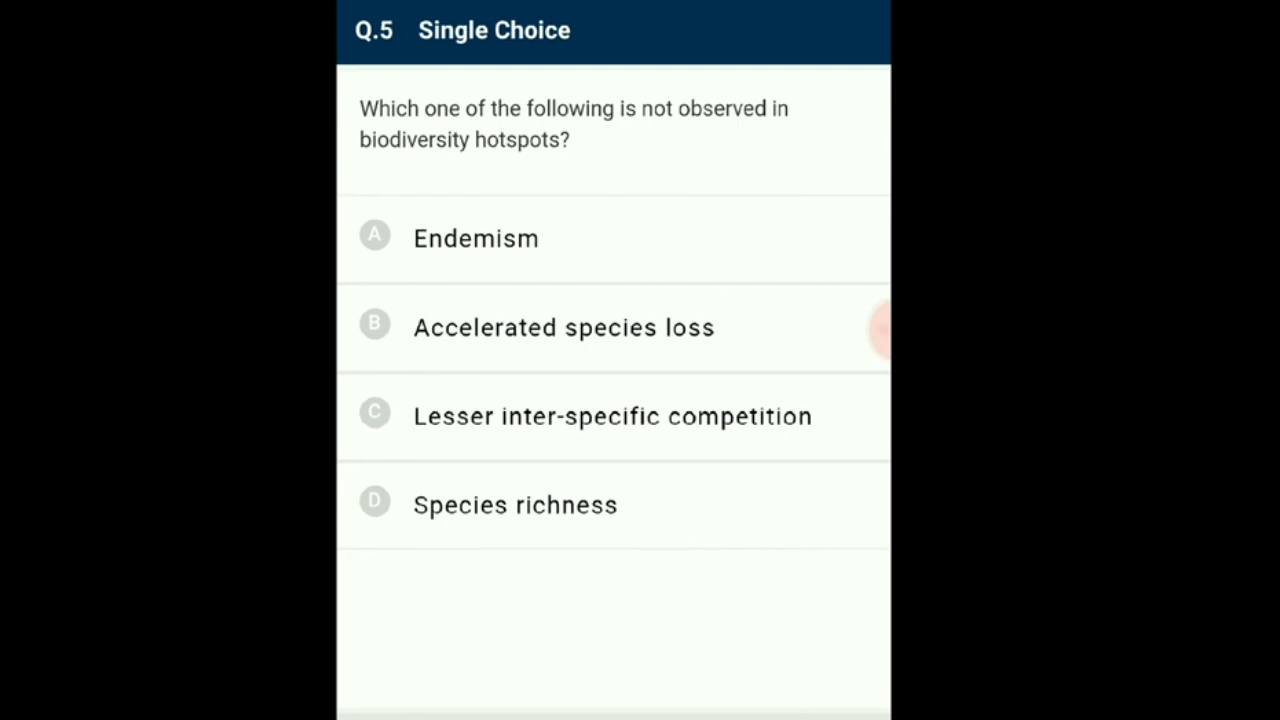 Q.5 Single Choice
Which one of the following is not observed in
biodiversity hotspots?
A Endemism
B Accelerated species loss
C Lesser inter-specific competition
D Species richness